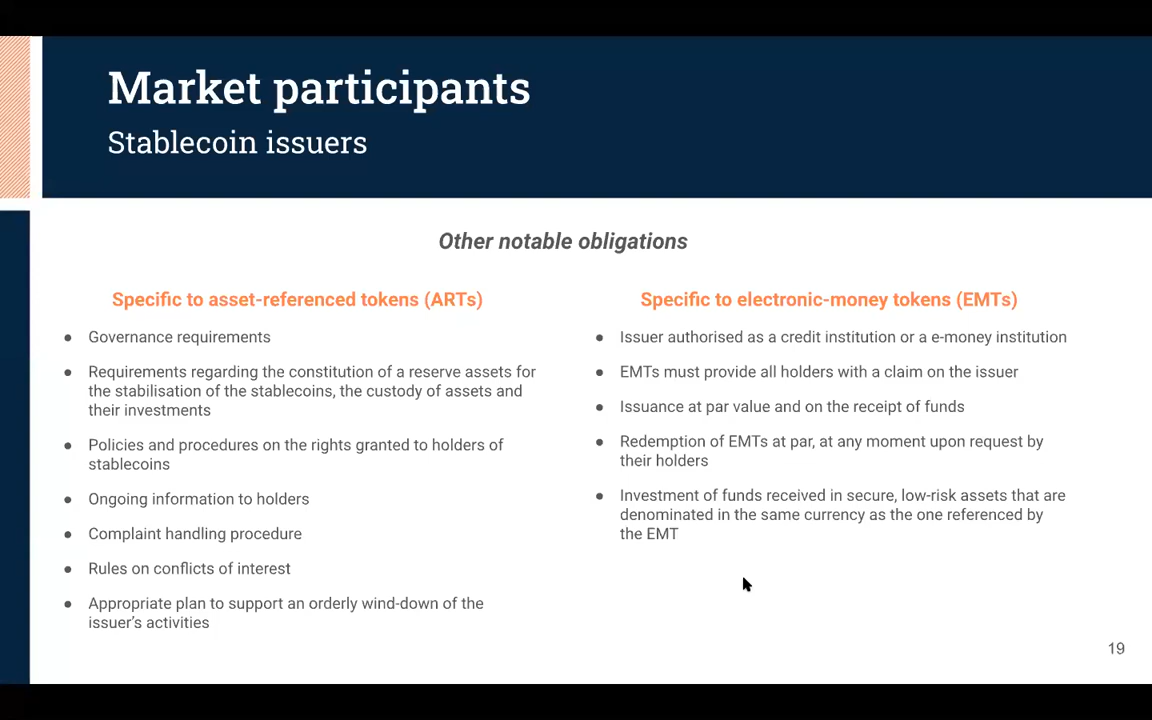 Market participants
Stablecoin issuers
Other notable obligations
Specific to asset-referenced tokens (ARTs)
● Governance requirements
● Requirements regarding the constitution of a reserve assets for
the stabilisation of the stablecoins, the custody of assets and
their investments
● Policies and procedures on the rights granted to holders of
stablecoins
● Ongoing information to holders
● Complaint handling procedure
● Rules on conflicts of interest
● Appropriate plan to support an orderly wind-down of the
issuer's activities
Specific to electronic-money tokens (EMTs)
● Issuer authorised as a credit institution or a e-money institution
● EMTs must provide all holders with a claim on the issuer
● Issuance at par value and on the receipt of funds
● Redemption of EMTs at par, at any moment upon request by
their holders
● Investment of funds received in secure, low-risk assets that are
denominated in the same currency as the one referenced by
the EMT
19